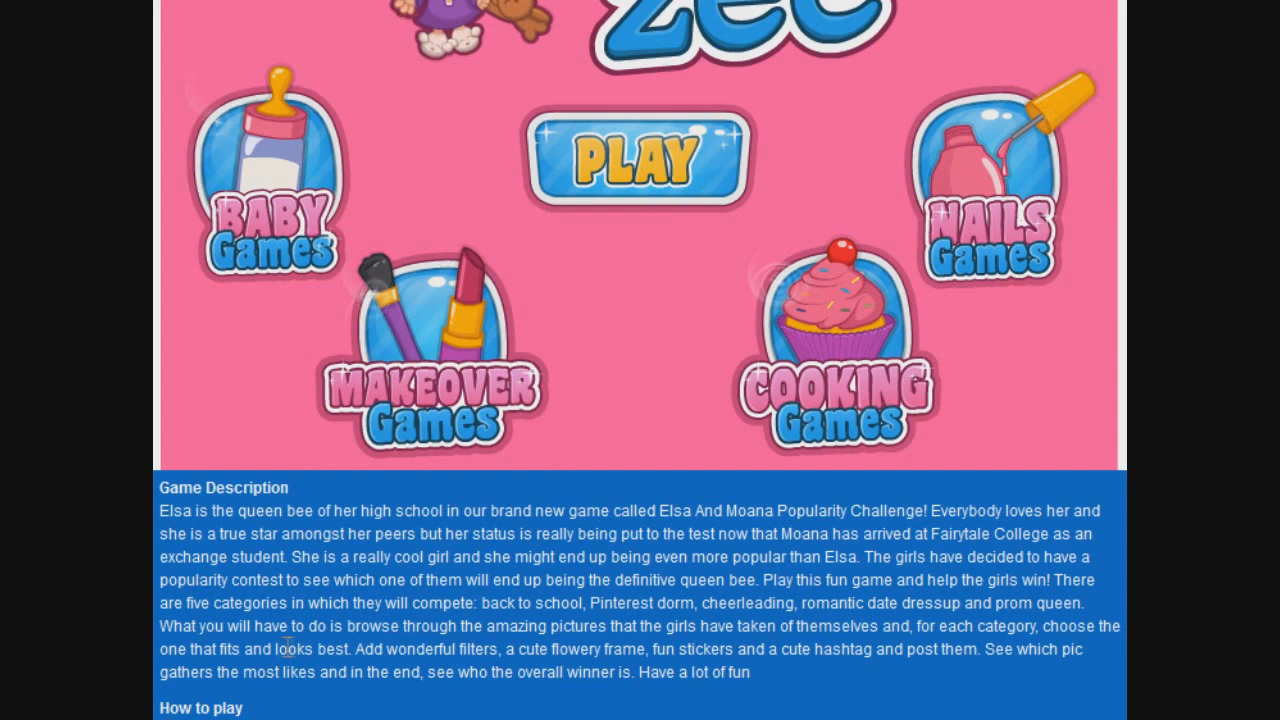 zee
PLAY
BABY
Games
NAILS
Games
MAKEOVER
Games
COOKING
Games
Game Description
Elsa is the queen bee of her high school in our brand new game called Elsa And Moana Popularity Challenge! Everybody loves her and
she is a true star amongst her peers but her status is really being put to the test now that Moana has arrived at Fairytale College as an
exchange student. She is a really cool girl and she might end up being even more popular than Elsa. The girls have decided to have a
popularity contest to see which one of them will end up being the definitive queen bee. Play this fun game and help the girls win! There
are five categories in which they will compete: back to school, Pinterest dorm, cheerleading, romantic date dressup and prom queen.
What you will have to do is browse through the amazing pictures that the girls have taken of themselves and, for each category, choose the
one that fits and looks best. Add wonderful filters, a cute flowery frame, fun stickers and a cute hashtag and post them. See which pic
gathers the most likes and in the end, see who the overall winner is. Have a lot of fun
How to play